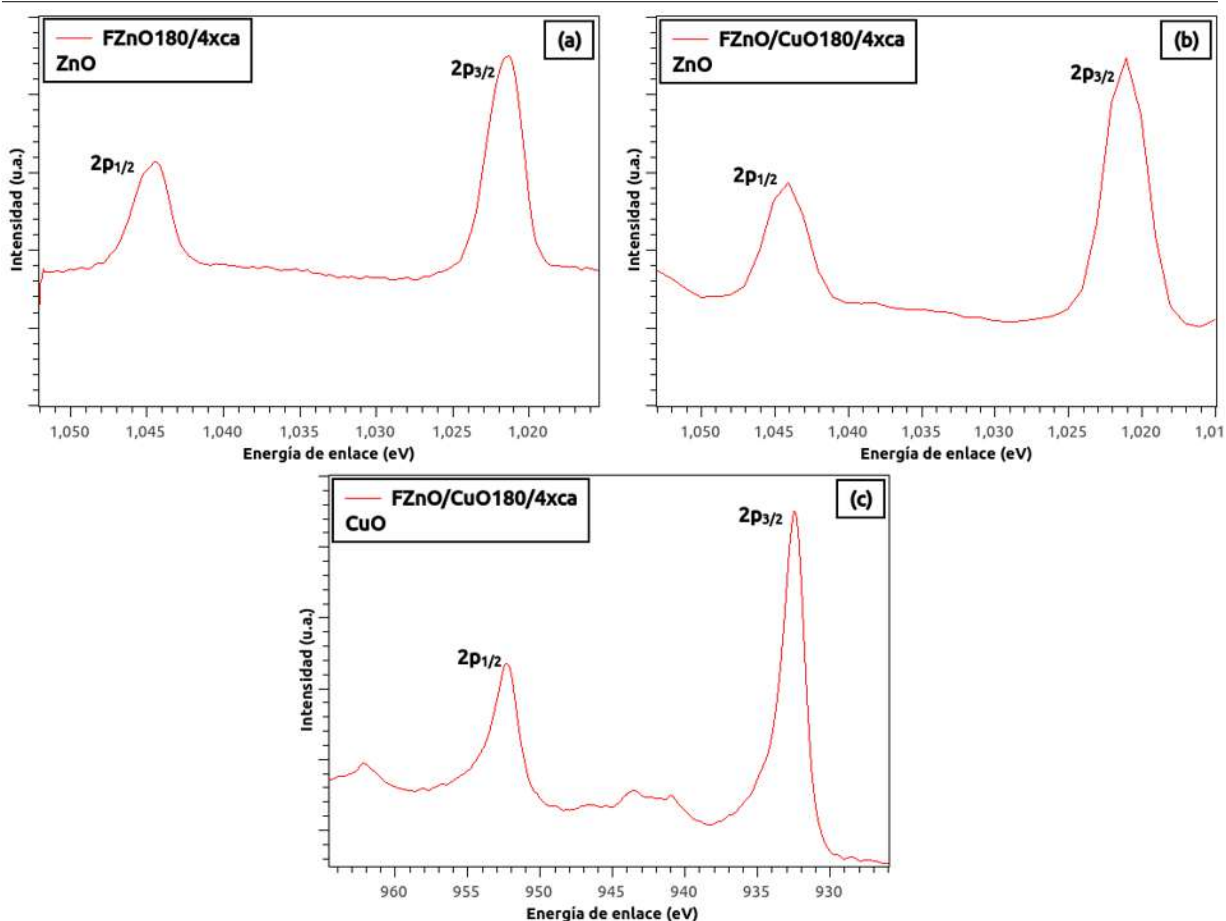 FZnO180/4xca
ZnO
(a)
2p1/2
2p3/2
Intensidad (u.a.)
1,050 1,045 1,040 1,035 1,030 1,025 1,020
Energía de enlace (eV)
FZnO/CuO180/4xca
ZnO
(b)
2p1/2
2p3/2
Intensidad (u.a.)
1,050 1,045 1,040 1,035 1,030 1,025 1,020 1,01
Energía de enlace (eV)
FZnO/CuO180/4xca
CuO
(c)
2p1/2
2p3/2
Intensidad (u.a.)
960 955 950 945 940 935 930
Energía de enlace (eV)